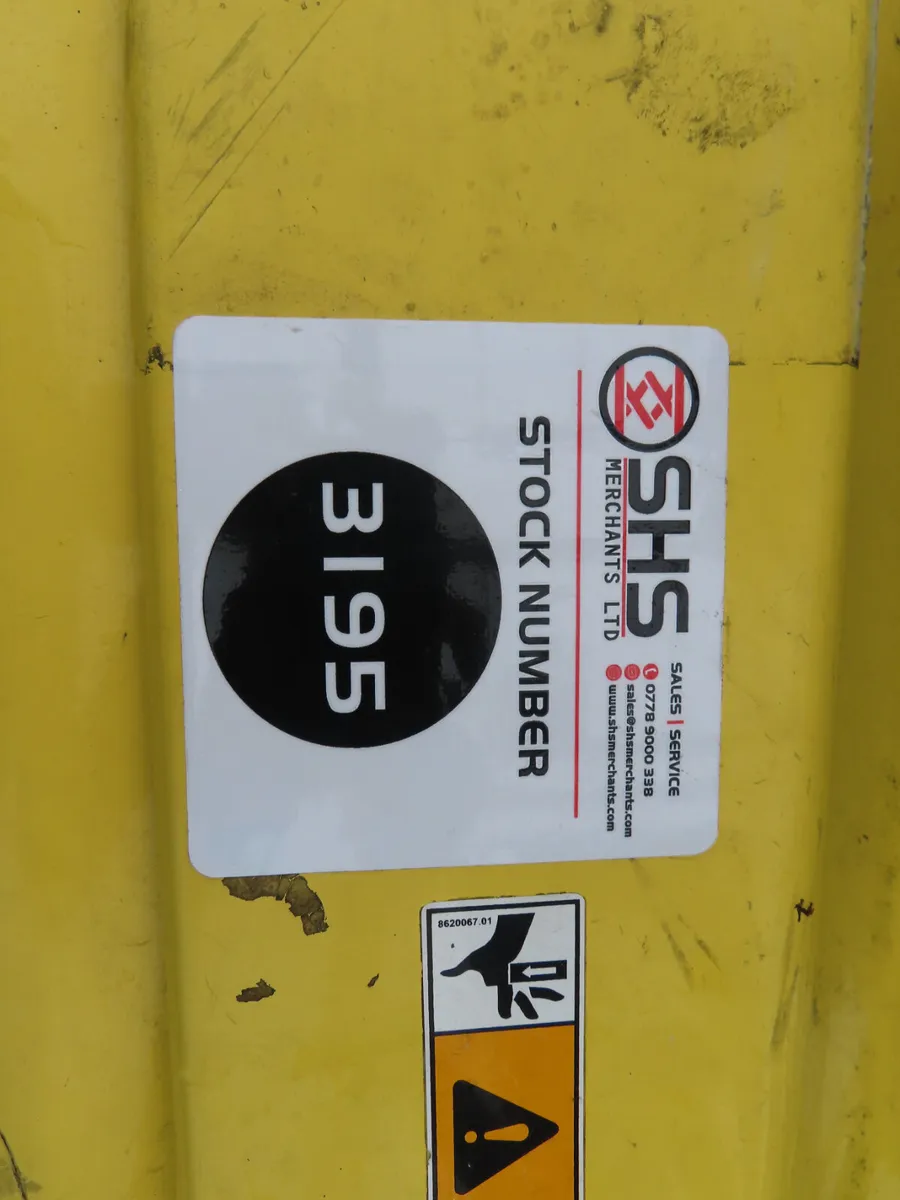 SHS
MERCHANTS LTD
SALES | SERVICE
0778 9000 338
sales@shsmerchants.com
www.shsmerchants.com
STOCK NUMBER
3195
8620067.01